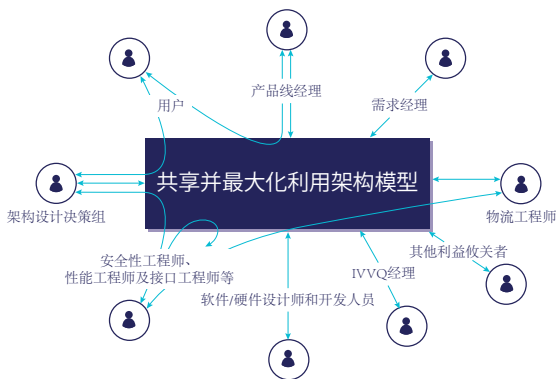 用户
产品线经理
需求经理
共享并最大化利用架构模型
架构设计决策组
物流工程师
安全性工程师、
性能工程师及接口工程师等
软件/硬件设计师和开发人员
IVVQ经理
其他利益攸关者